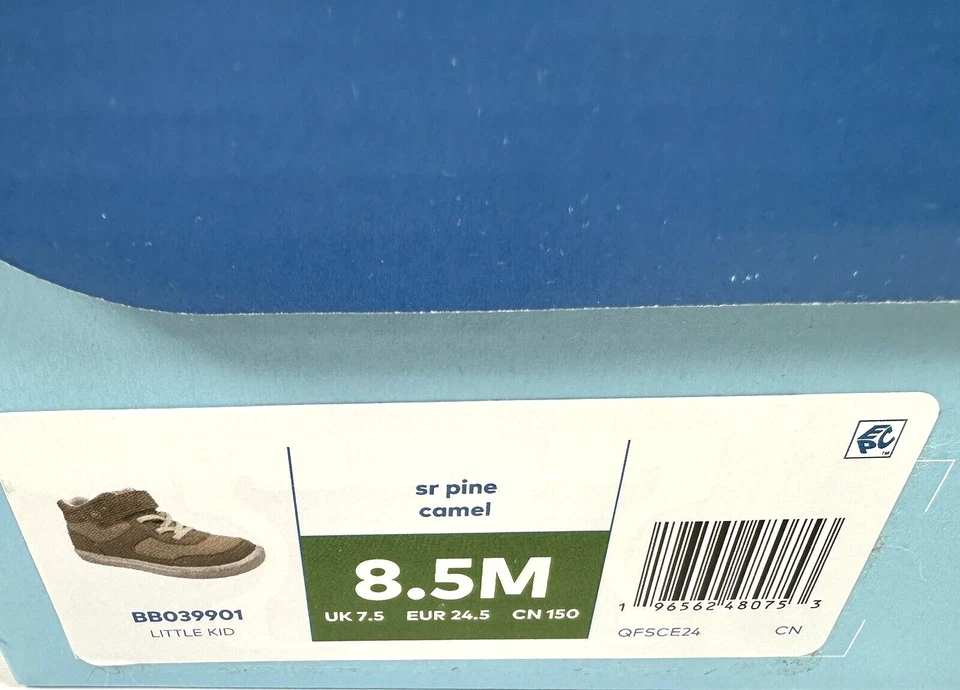 sr pine
camel
8.5M
UK 7.5 EUR 24.5 CN 150
BB039901
LITTLE KID
EPC™
1 96562 48075 3
QFSCE24 CN